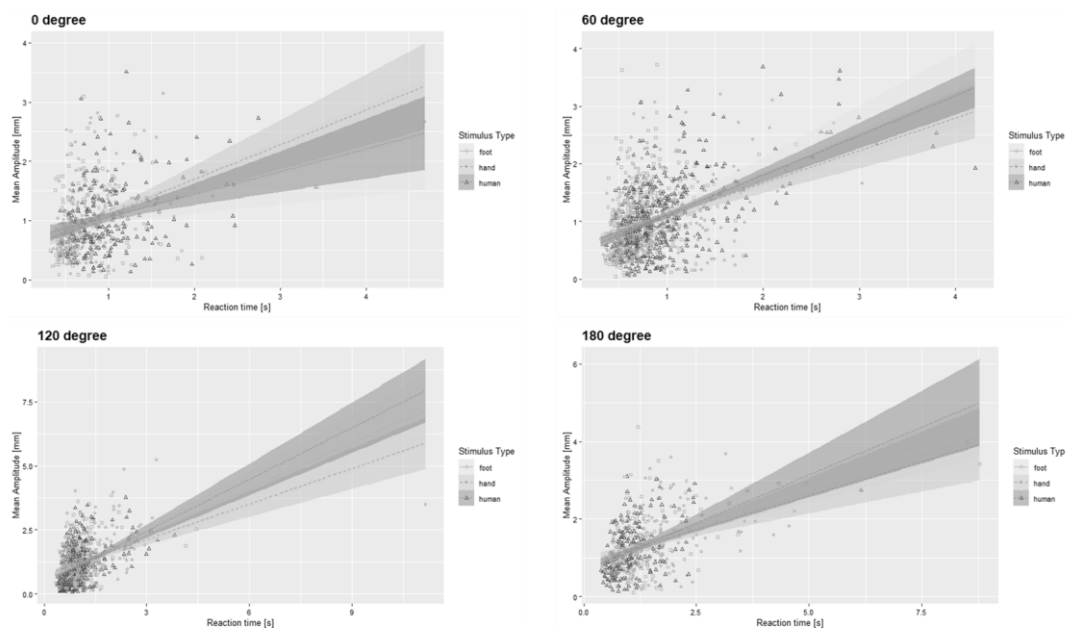 0 degree
4
3
2
1
0
Mean Amplitude [mm]
1
2
3
4
Reaction time [s]
Stimulus Type
foot
hand
human
60 degree
4
3
2
1
0
Mean Amplitude [mm]
1
2
3
4
Reaction time [s]
Stimulus Type
foot
hand
human
120 degree
7.5
5.0
2.5
0.0
Mean Amplitude [mm]
0
3
6
9
Reaction time [s]
Stimulus Type
foot
hand
human
180 degree
6
4
2
0
Mean Amplitude [mm]
0.0
2.5
5.0
7.5
Reaction time [s]
Stimulus Type
foot
hand
human